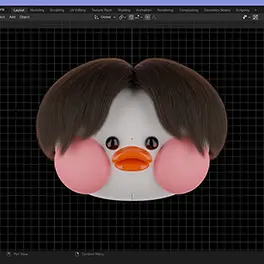 Layout Modeling Sculpting UV Editing Texture Paint Shading Animation Rendering Compositing Geometry Nodes Scripting
Add Object Global
Pan View Context Menu